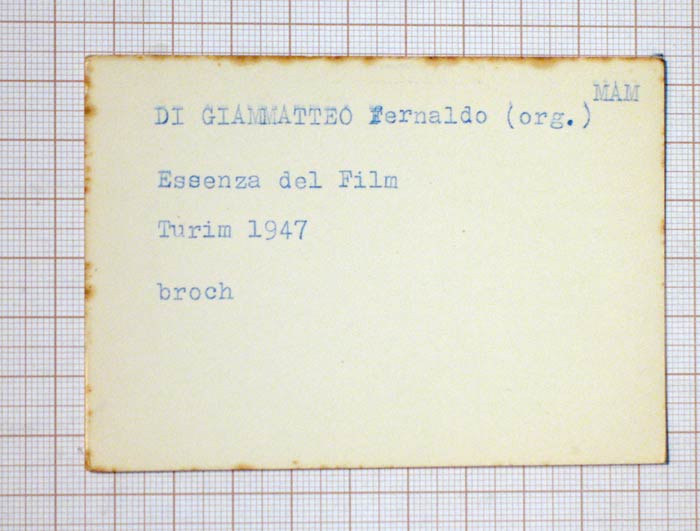 MAM
DI GIAMMATTEO Fernaldo (org.)
Essenza del Film
Turim 1947
broch